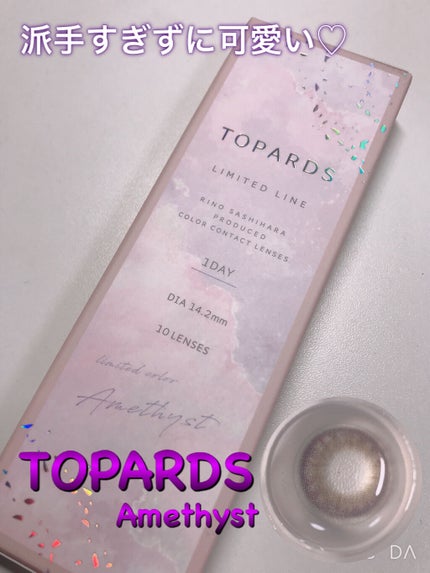 派手すぎずに可愛い♡
TOPARDS
LIMITED LINE
RINO SASHIHARA
PRODUCED
COLOR CONTACT LENSES
1DAY
DIA 14.2mm
10 LENSES
limited color
Amethyst
TOPARDS
Amethyst